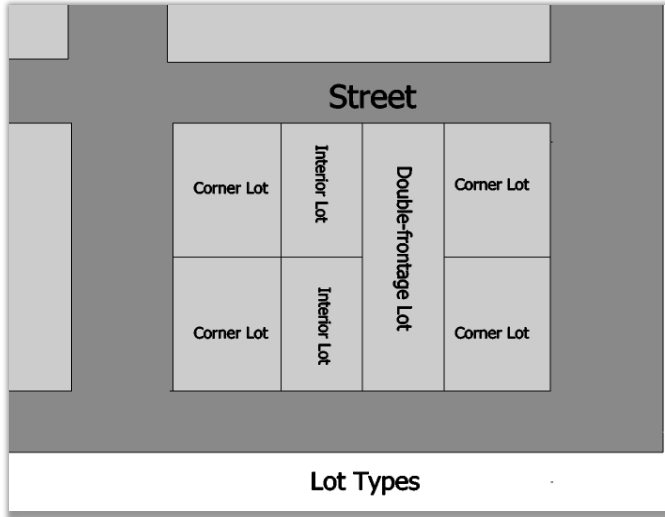 Street
Corner Lot
Interior Lot
Double-frontage Lot
Corner Lot
Corner Lot
Interior Lot
Corner Lot
Lot Types